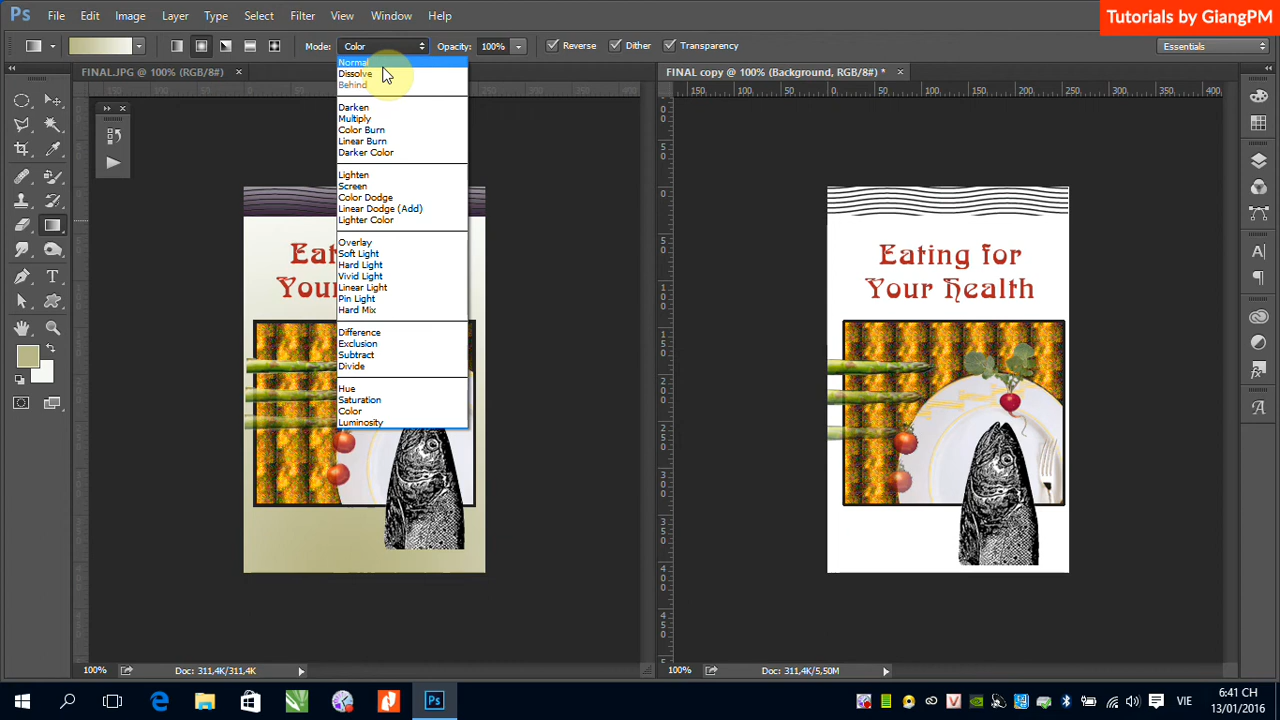 Ps File Edit Image Layer Type Select Filter View Window Help
Tutorials by GiangPM
Mode: Color Opacity: 100% Reverse Dither Transparency Essentials
FINAL.JPG @ 100% (RGB/8#) ×
FINAL copy @ 100% (Background, RGB/8#) * ×
Normal
Dissolve
Behind
Darken
Multiply
Color Burn
Linear Burn
Darker Color
Lighten
Screen
Color Dodge
Linear Dodge (Add)
Lighter Color
Overlay
Soft Light
Hard Light
Vivid Light
Linear Light
Pin Light
Hard Mix
Difference
Exclusion
Subtract
Divide
Hue
Saturation
Color
Luminosity
Eat
Your
Eating for
Your Health
100% Doc: 311,4K/311,4K
100% Doc: 311,4K/5,50M
VIE
6:41 CH
13/01/2016